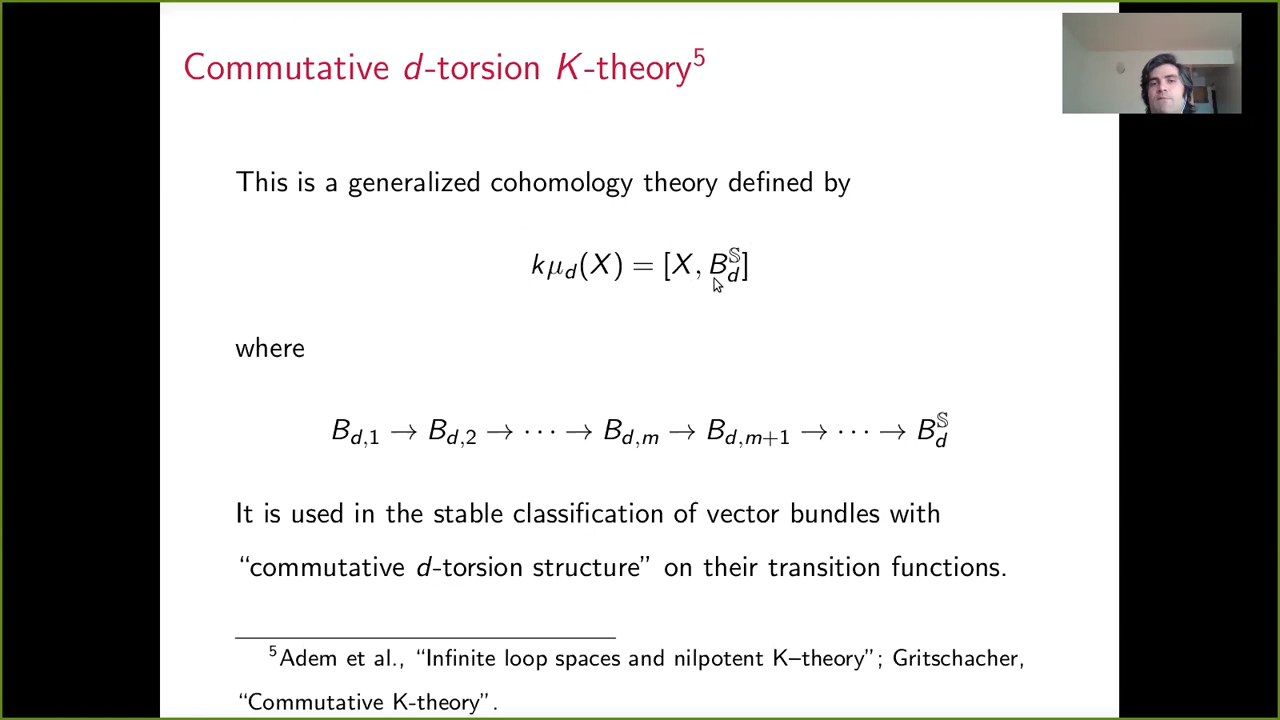 Commutative d-torsion K-theory⁵
This is a generalized cohomology theory defined by
kμ_d(X) = [X, B_d^𝕊]
where
B_{d,1} → B_{d,2} → ⋯ → B_{d,m} → B_{d,m+1} → ⋯ → B_d^𝕊
It is used in the stable classification of vector bundles with
“commutative d-torsion structure” on their transition functions.
⁵Adem et al., “Infinite loop spaces and nilpotent K–theory”; Gritschacher,
“Commutative K-theory”.